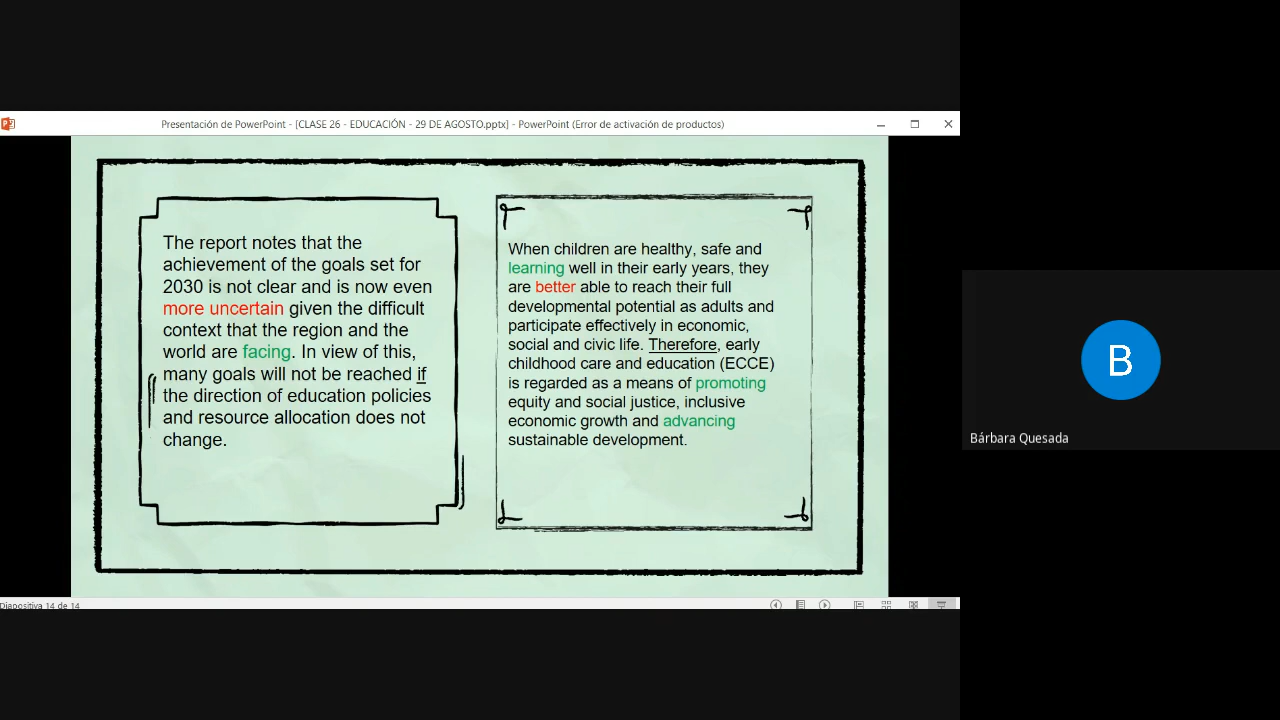 Presentación de PowerPoint - [CLASE 26 - EDUCACIÓN - 29 DE AGOSTO.pptx] - PowerPoint (Error de activación de productos)
The report notes that the
achievement of the goals set for
2030 is not clear and is now even
more uncertain given the difficult
context that the region and the
world are facing. In view of this,
many goals will not be reached if
the direction of education policies
and resource allocation does not
change.
When children are healthy, safe and
learning well in their early years, they
are better able to reach their full
developmental potential as adults and
participate effectively in economic,
social and civic life. Therefore, early
childhood care and education (ECCE)
is regarded as a means of promoting
equity and social justice, inclusive
economic growth and advancing
sustainable development.
Diapositiva 14 de 14
B
Bárbara Quesada